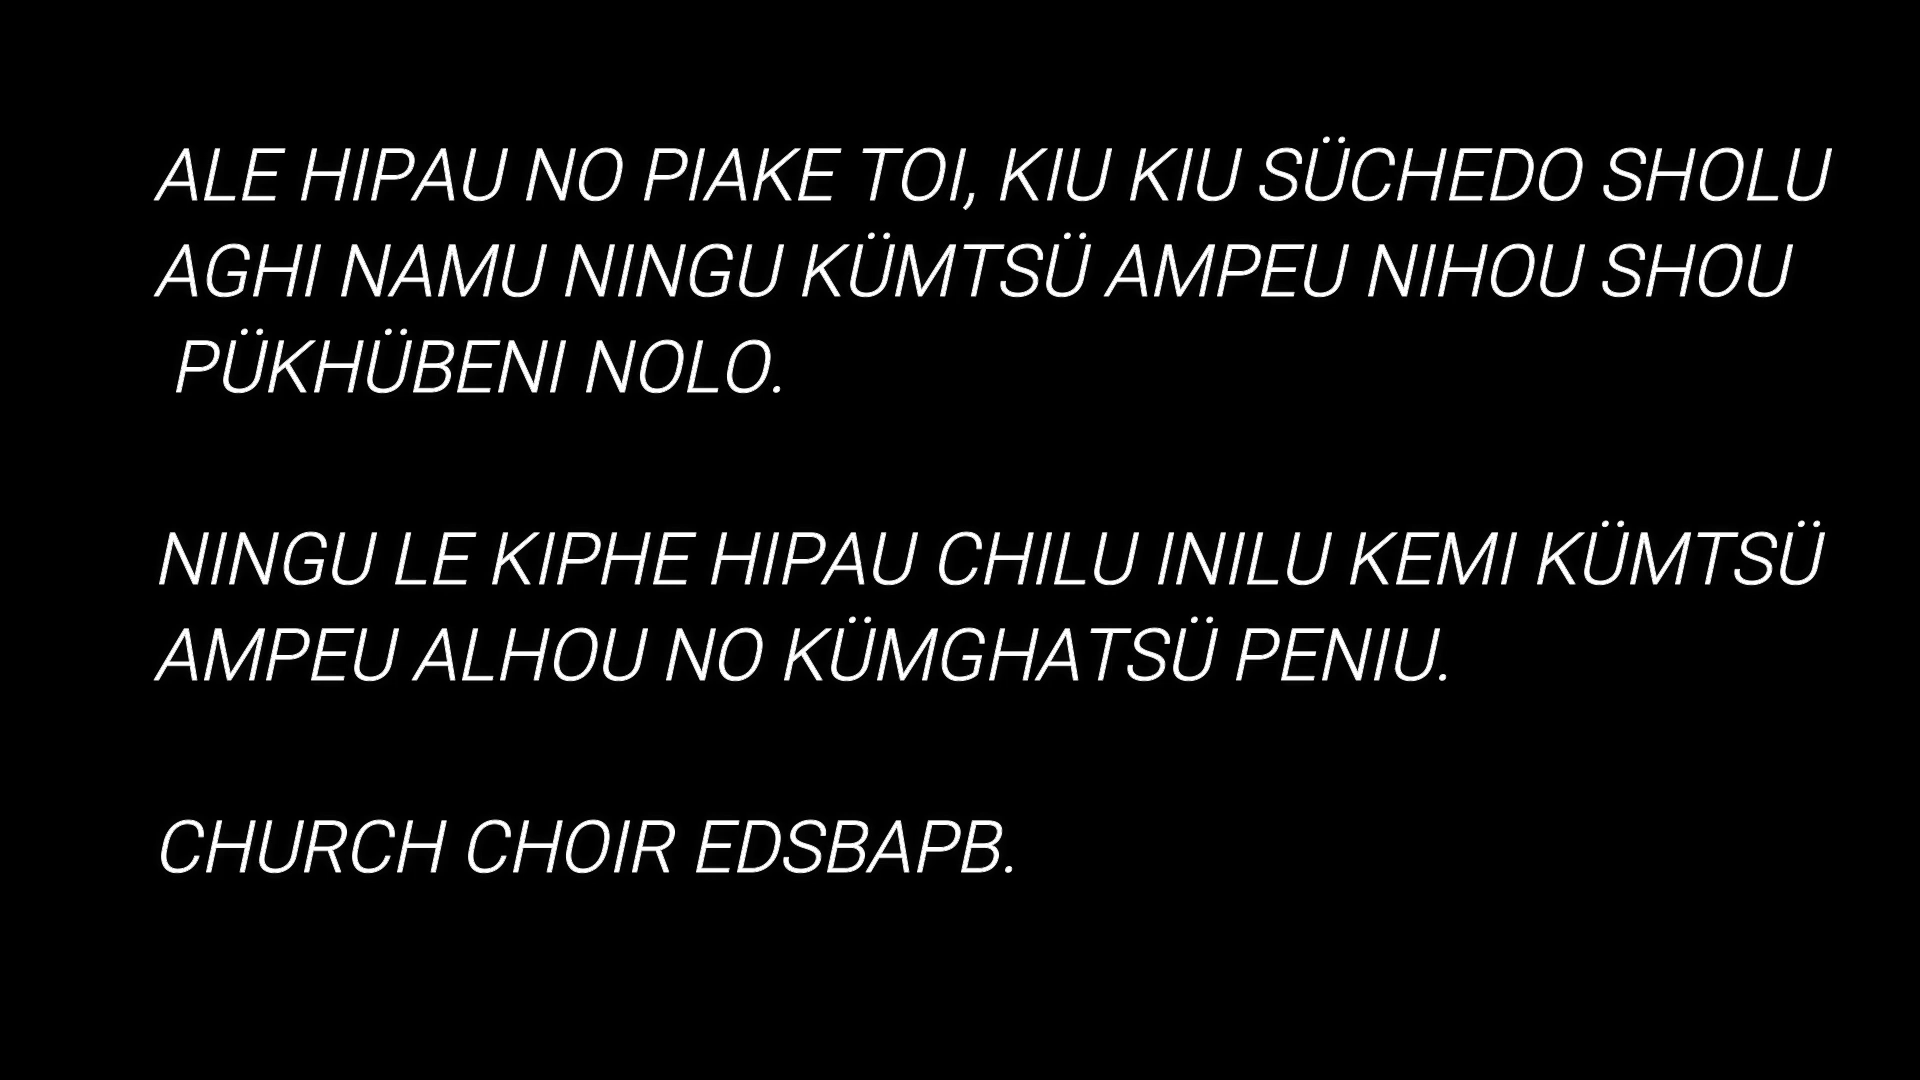 ALE HIPAU NO PIAKE TOI, KIU KIU SÜCHEDO SHOLU
AGHI NAMU NINGU KÜMTSÜ AMPEU NIHOU SHOU
PÜKHÜBENI NOLO.
NINGU LE KIPHE HIPAU CHILU INILU KEMI KÜMTSÜ
AMPEU ALHOU NO KÜMGHATSÜ PENIU.
CHURCH CHOIR EDSBAPB.